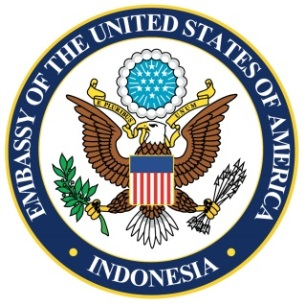 EMBASSY OF THE UNITED STATES OF AMERICA
E PLURIBUS UNUM
· INDONESIA ·